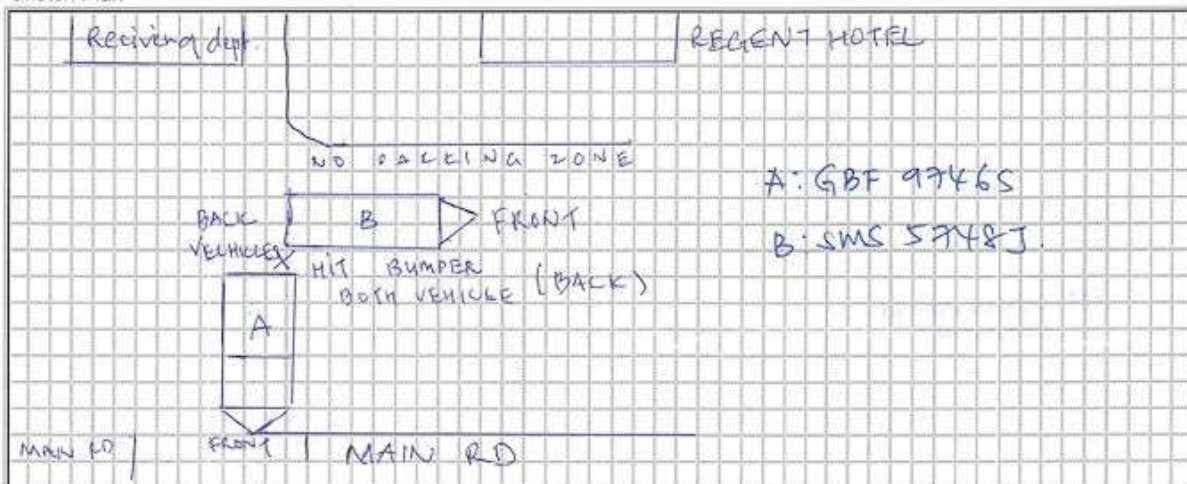 Reciving dept.
REGENT HOTEL
NO PARKING ZONE
A: GBF 9746S
BACK
VEHICLES
B
FRONT
B: SMS 5748J.
HIT BUMPER
BOTH VEHICLE (BACK)
A
MAIN RD
FRONT
MAIN RD